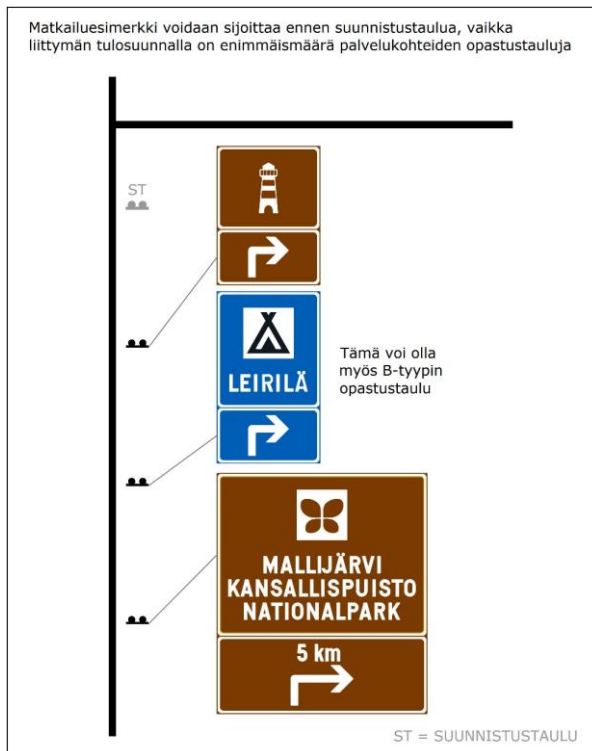 Matkailuesimerkki voidaan sijoittaa ennen suunnistustaulua, vaikka
liittymän tulosuunnalla on enimmäismäärä palvelukohteiden opastustauluja
ST
LEIRILÄ
Tämä voi olla
myös B-tyypin
opastustaulu
MALLIJÄRVI
KANSALLISPUISTO
NATIONALPARK
5 km
ST = SUUNNISTUSTAULU